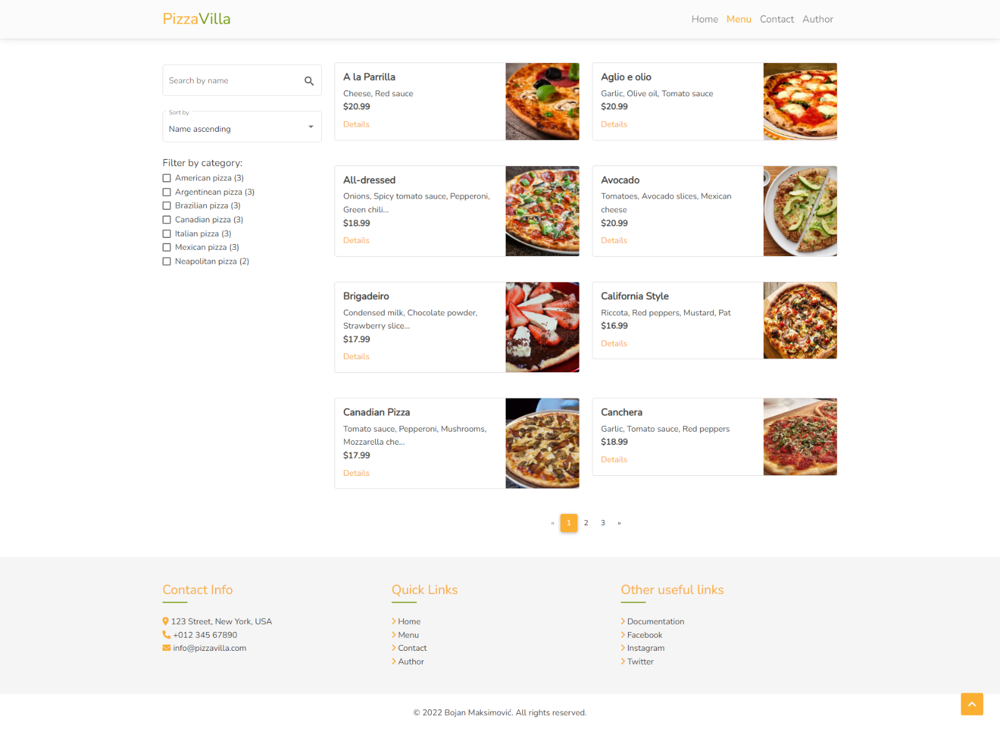 PizzaVilla
Home Menu Contact Author
Search by name
Sort by
Name ascending
Filter by category:
American pizza (3)
Argentinean pizza (3)
Brazilian pizza (3)
Canadian pizza (3)
Italian pizza (3)
Mexican pizza (3)
Neapolitan pizza (2)
A la Parrilla
Cheese, Red sauce
$20.99
Details
Aglio e olio
Garlic, Olive oil, Tomato sauce
$20.99
Details
All-dressed
Onions, Spicy tomato sauce, Pepperoni,
Green chili...
$18.99
Details
Avocado
Tomatoes, Avocado slices, Mexican
cheese
$20.99
Details
Brigadeiro
Condensed milk, Chocolate powder,
Strawberry slice...
$17.99
Details
California Style
Riccota, Red peppers, Mustard, Pat
$16.99
Details
Canadian Pizza
Tomato sauce, Pepperoni, Mushrooms,
Mozzarella che...
$17.99
Details
Canchera
Garlic, Tomato sauce, Red peppers
$18.99
Details
« 1 2 3 »
Contact Info
123 Street, New York, USA
+012 345 67890
info@pizzavilla.com
Quick Links
Home
Menu
Contact
Author
Other useful links
Documentation
Facebook
Instagram
Twitter
© 2022 Bojan Maksimović. All rights reserved.